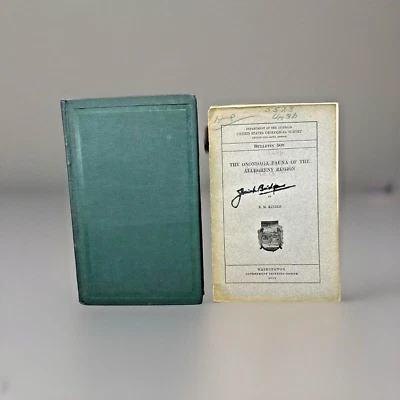 DEPARTMENT OF THE INTERIOR
UNITED STATES GEOLOGICAL SURVEY
BULLETIN 508
THE ONONDAGA FAUNA OF THE
ALLEGHENY REGION
BY
E. M. KINDLE
WASHINGTON
GOVERNMENT PRINTING OFFICE